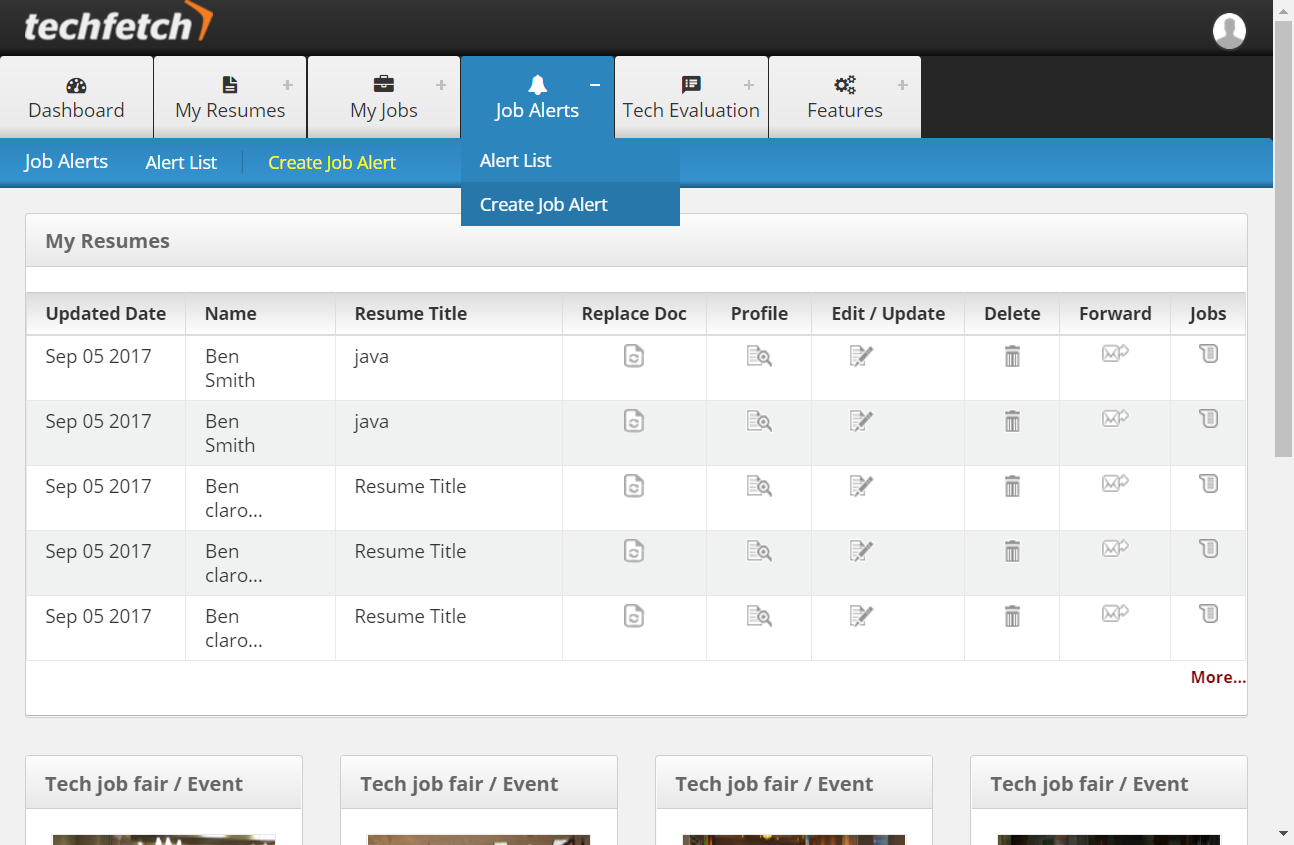 techfetch
Dashboard
My Resumes
My Jobs
Job Alerts
Tech Evaluation
Features
Job Alerts
Alert List
Create Job Alert
Alert List
Create Job Alert
My Resumes
Updated Date Name Resume Title Replace Doc Profile Edit / Update Delete Forward Jobs
Sep 05 2017 Ben java
Smith
Sep 05 2017 Ben java
Smith
Sep 05 2017 Ben Resume Title
claro...
Sep 05 2017 Ben Resume Title
claro...
Sep 05 2017 Ben Resume Title
claro...
More...
Tech job fair / Event
Tech job fair / Event
Tech job fair / Event
Tech job fair / Event